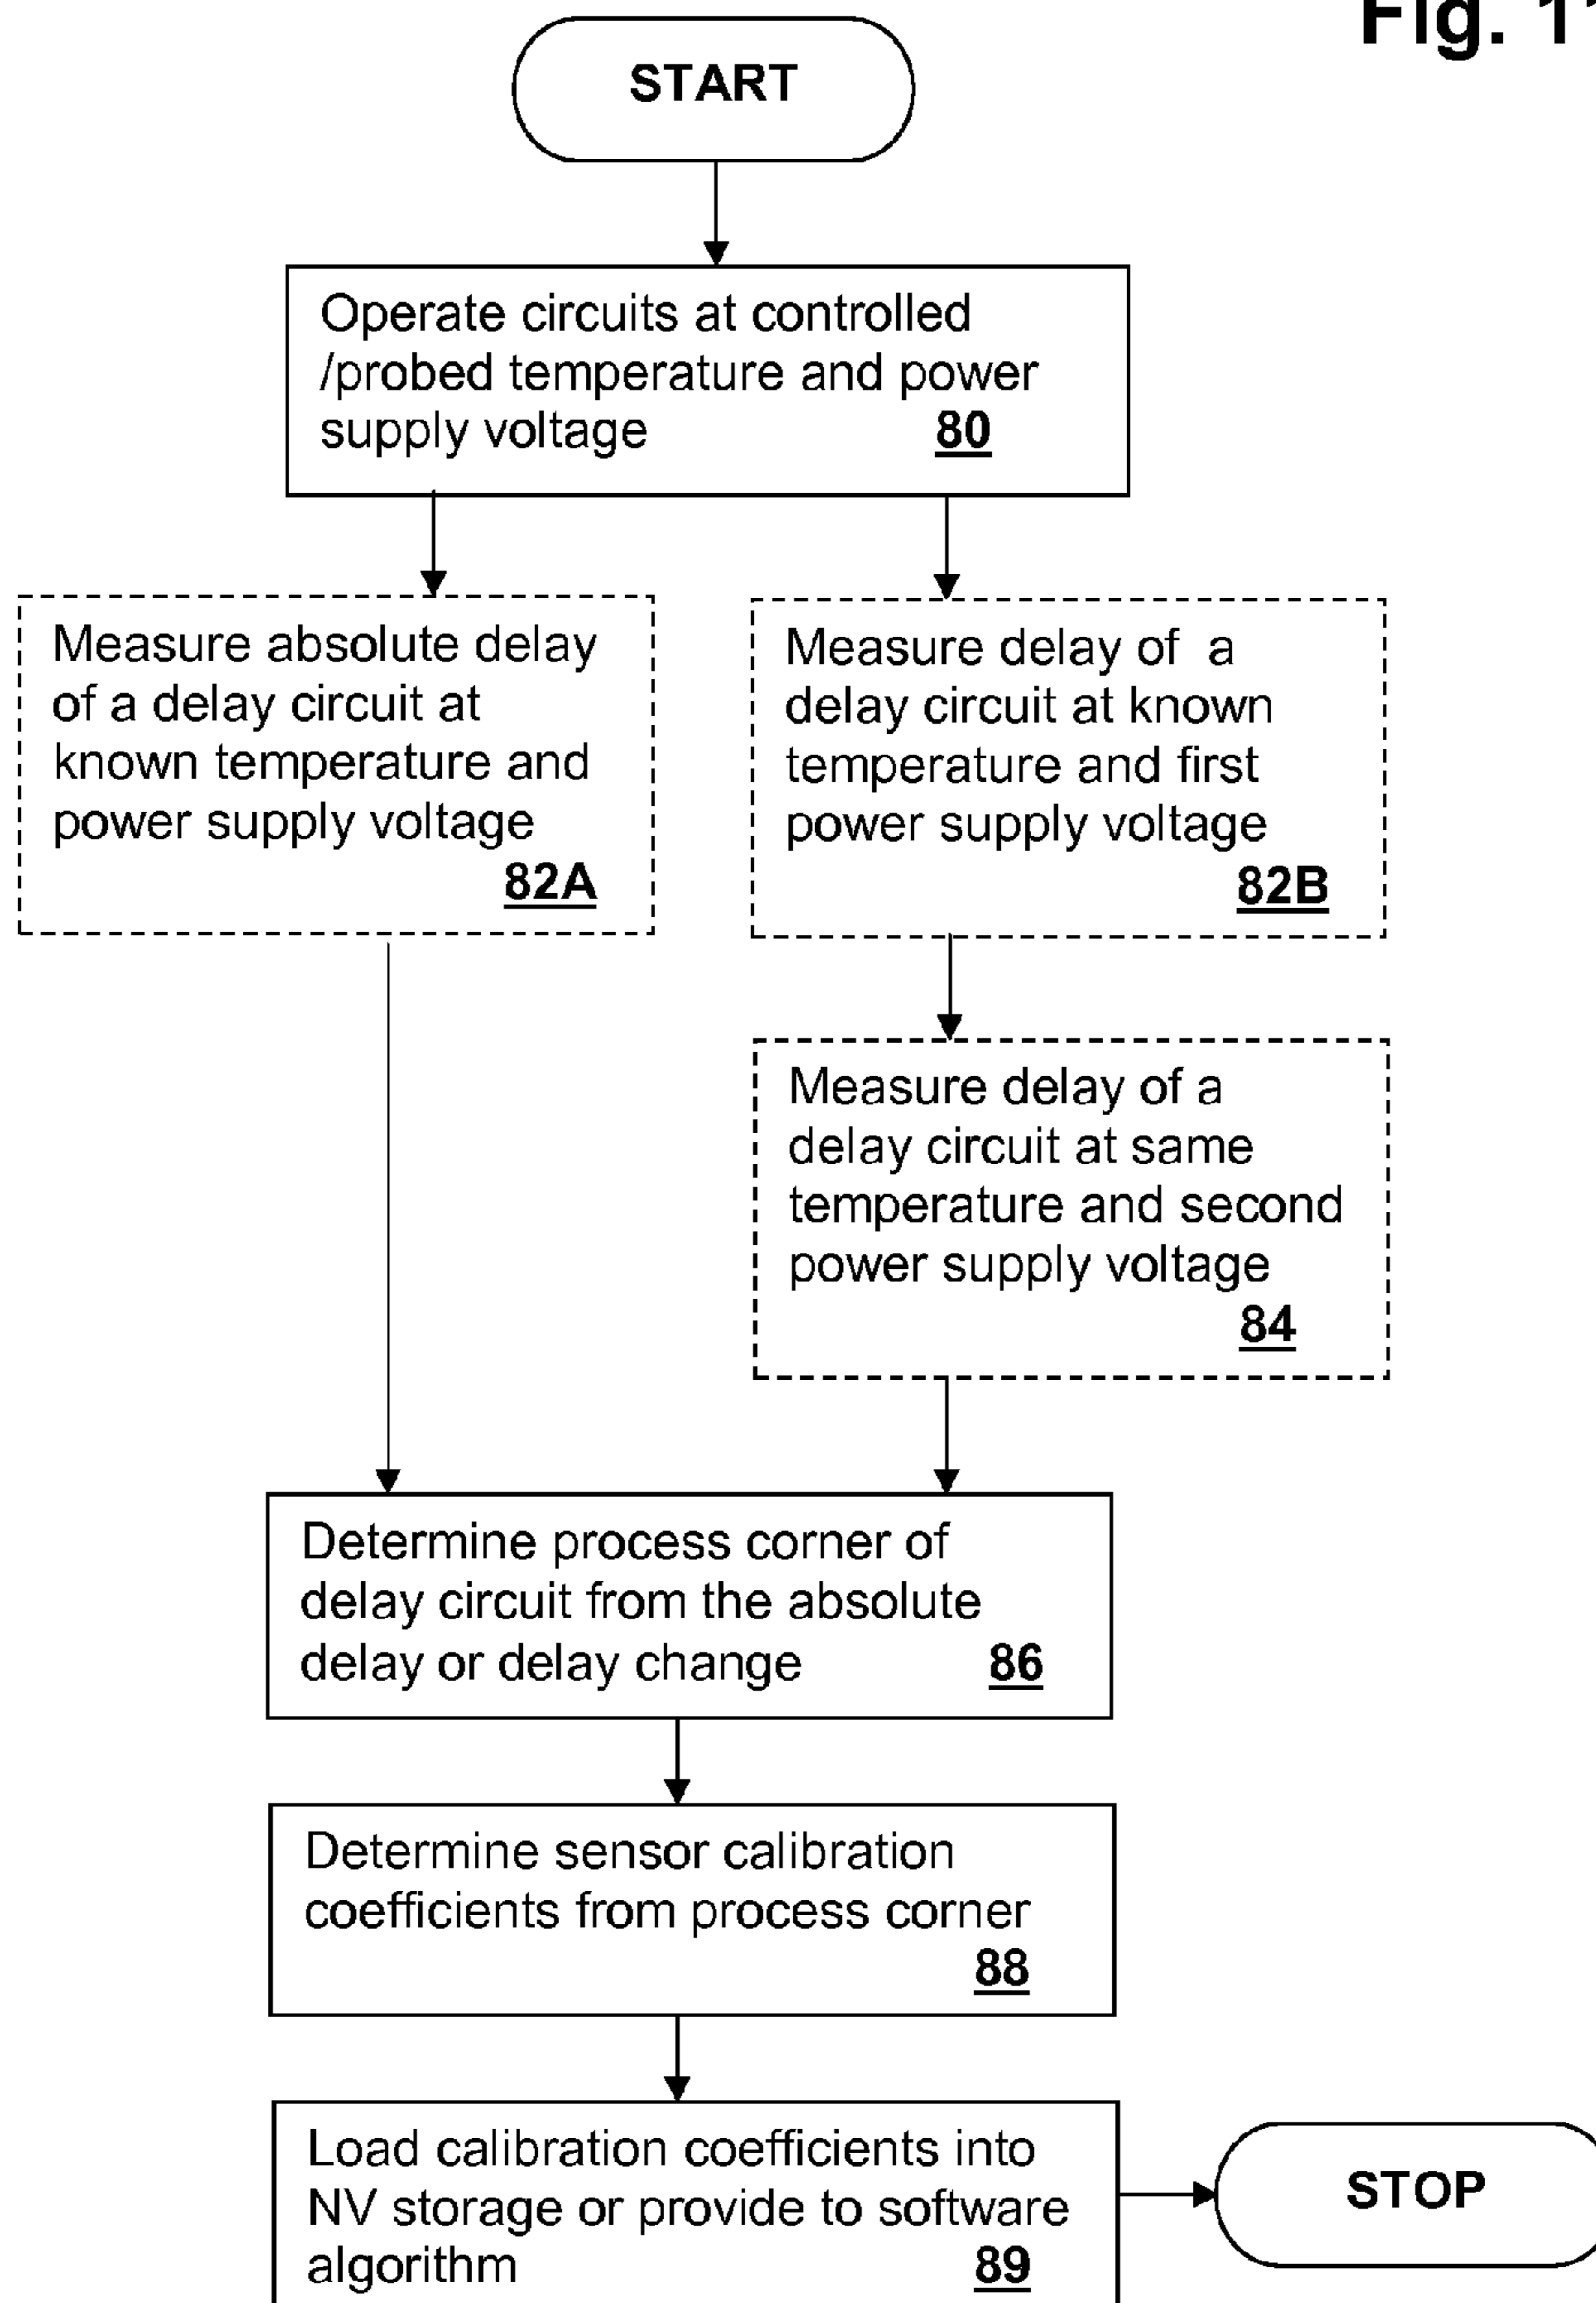 Fig. 11
START
Operate circuits at controlled
/probed temperature and power
supply voltage 80
Measure absolute delay
of a delay circuit at
known temperature and
power supply voltage
82A
Measure delay of a
delay circuit at known
temperature and first
power supply voltage
82B
Measure delay of a
delay circuit at same
temperature and second
power supply voltage
84
Determine process corner of
delay circuit from the absolute
delay or delay change 86
Determine sensor calibration
coefficients from process corner
88
Load calibration coefficients into
NV storage or provide to software
algorithm 89
STOP